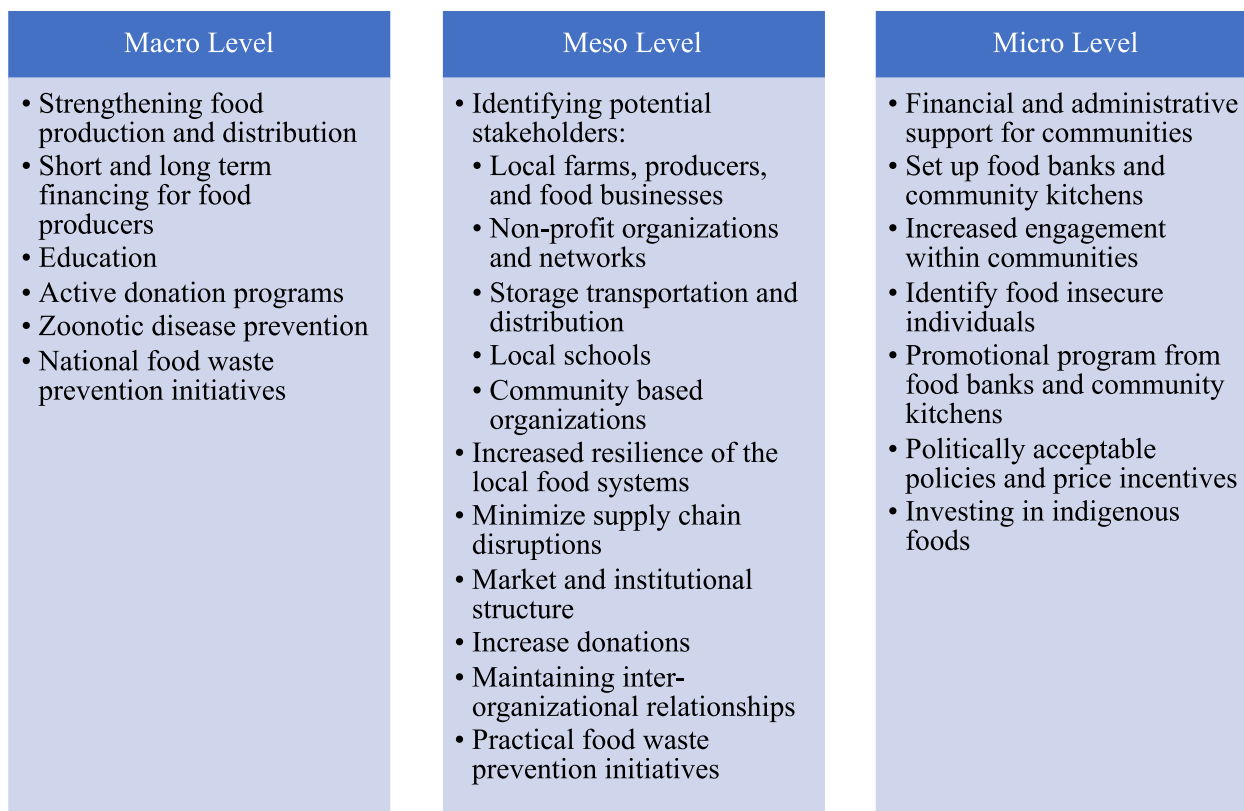 Macro Level
• Strengthening food
production and distribution
• Short and long term
financing for food
producers
• Education
• Active donation programs
• Zoonotic disease prevention
• National food waste
prevention initiatives
Meso Level
• Identifying potential
stakeholders:
• Local farms, producers,
and food businesses
• Non-profit organizations
and networks
• Storage transportation and
distribution
• Local schools
• Community based
organizations
• Increased resilience of the
local food systems
• Minimize supply chain
disruptions
• Market and institutional
structure
• Increase donations
• Maintaining inter-
organizational relationships
• Practical food waste
prevention initiatives
Micro Level
• Financial and administrative
support for communities
• Set up food banks and
community kitchens
• Increased engagement
within communities
• Identify food insecure
individuals
• Promotional program from
food banks and community
kitchens
• Politically acceptable
policies and price incentives
• Investing in indigenous
foods